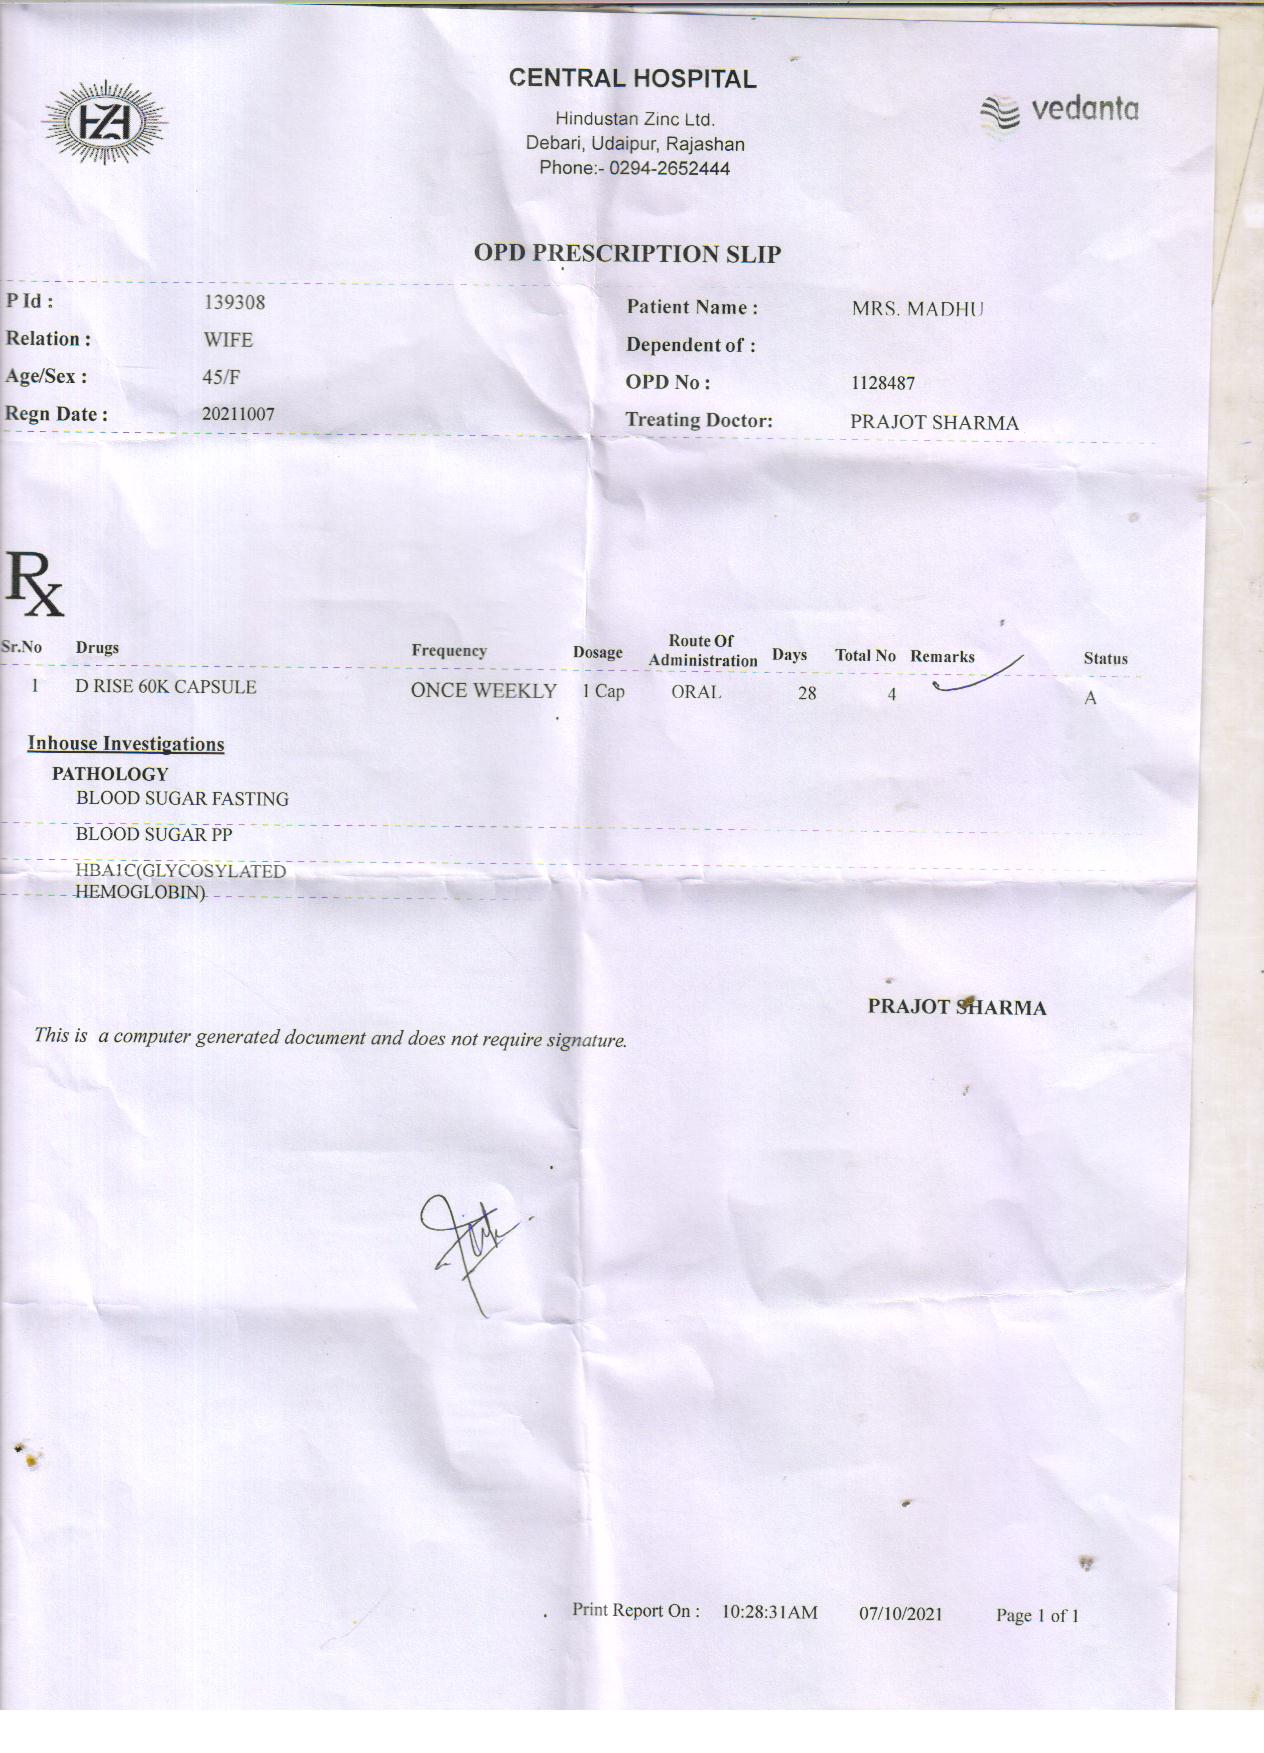 CENTRAL HOSPITAL
HZL
Hindustan Zinc Ltd.
vedanta
Debari, Udaipur, Rajashan
Phone:- 0294-2652444
OPD PRESCRIPTION SLIP
P Id : 139308 Patient Name : MRS. MADHU
Relation : WIFE Dependent of :
Age/Sex : 45/F OPD No : 1128487
Regn Date : 20211007 Treating Doctor: PRAJOT SHARMA
Rx
Sr.No Drugs Frequency Dosage Route Of Administration Days Total No Remarks Status
1 D RISE 60K CAPSULE ONCE WEEKLY 1 Cap ORAL 28 4 A
Inhouse Investigations
PATHOLOGY
BLOOD SUGAR FASTING
BLOOD SUGAR PP
HBA1C(GLYCOSYLATED
HEMOGLOBIN)
PRAJOT SHARMA
This is a computer generated document and does not require signature.
Print Report On : 10:28:31AM 07/10/2021 Page 1 of 1